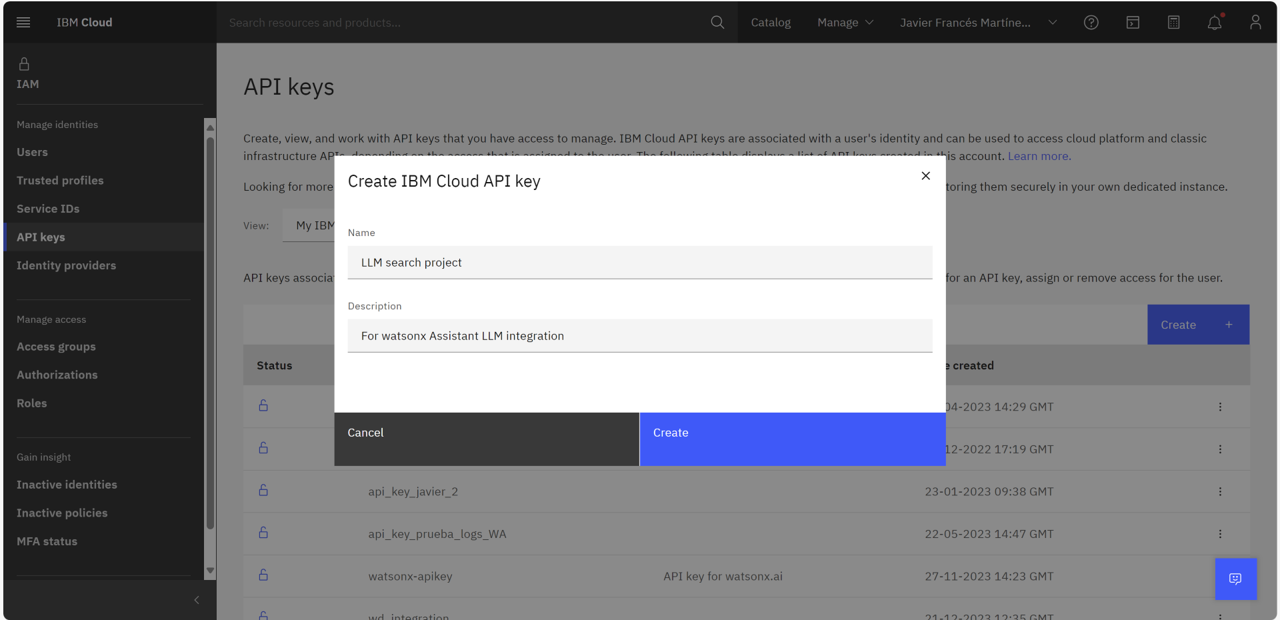 IBM Cloud
Search resources and products...
Catalog
Manage
Javier Francés Martíne...
IAM
Manage identities
Users
Trusted profiles
Service IDs
API keys
Identity providers
Manage access
Access groups
Authorizations
Roles
Gain insight
Inactive identities
Inactive policies
MFA status
API keys
Create, view, and work with API keys that you have access to manage. IBM Cloud API keys are associated with a user's identity and can be used to access cloud platform and classic
infrastructure APIs, depending on the access that is assigned to the user. The following table displays a list of API keys created in this account. Learn more.
Looking for more
toring them securely in your own dedicated instance.
View:
My IBM
API keys associa
for an API key, assign or remove access for the user.
Create +
Create IBM Cloud API key
Name
LLM search project
Description
For watsonx Assistant LLM integration
Cancel
Create
Status
e created
04-2023 14:29 GMT
12-2022 17:19 GMT
api_key_javier_2
23-01-2023 09:38 GMT
api_key_prueba_logs_WA
22-05-2023 14:47 GMT
watsonx-apikey
API key for watsonx.ai
27-11-2023 14:23 GMT
wd_integration
21-12-2023 12:35 GMT